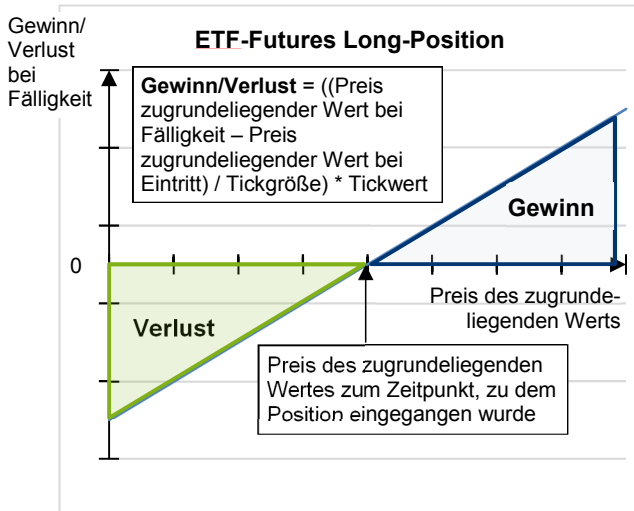 Gewinn/
Verlust
bei
Fälligkeit
ETF-Futures Long-Position
Gewinn/Verlust = ((Preis
zugrundeliegender Wert bei
Fälligkeit – Preis
zugrundeliegender Wert bei
Eintritt) / Tickgröße) * Tickwert
Gewinn
0
Preis des zugrunde-
liegenden Werts
Verlust
Preis des zugrundeliegenden
Wertes zum Zeitpunkt, zu dem
Position eingegangen wurde